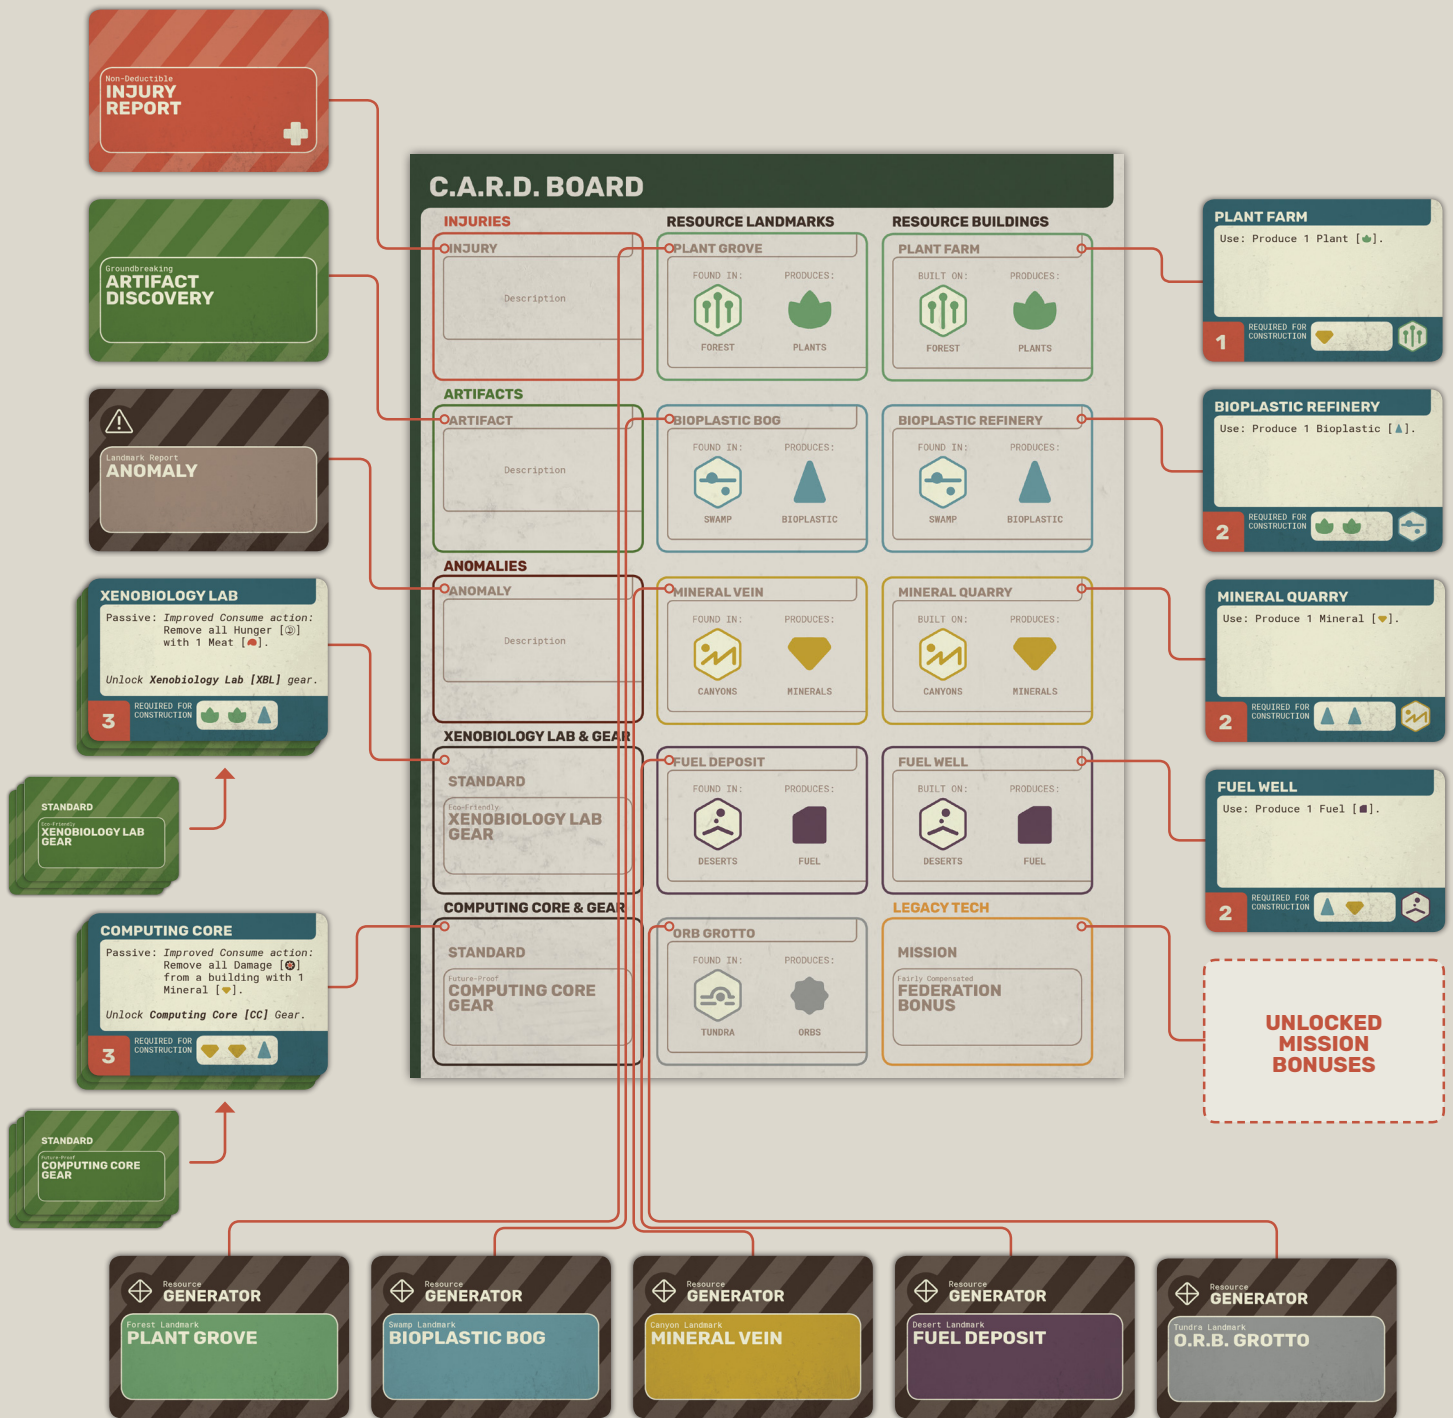 Non-Deductible
INJURY
REPORT
Groundbreaking
ARTIFACT
DISCOVERY
Landmark Report
ANOMALY
XENOBIOLOGY LAB
Passive: Improved Consume action:
Remove all Hunger [ ]
with 1 Meat [ ].
Unlock Xenobiology Lab [XBL] gear.
3
REQUIRED FOR
CONSTRUCTION
STANDARD
Eco-Friendly
XENOBIOLOGY LAB
GEAR
COMPUTING CORE
Passive: Improved Consume action:
Remove all Damage [ ]
from a building with 1
Mineral [ ].
Unlock Computing Core [CC] Gear.
3
REQUIRED FOR
CONSTRUCTION
STANDARD
Future-Proof
COMPUTING CORE
GEAR
C.A.R.D. BOARD
INJURIES
INJURY
Description
ARTIFACTS
ARTIFACT
Description
ANOMALIES
ANOMALY
Description
XENOBIOLOGY LAB & GEAR
STANDARD
Eco-Friendly
XENOBIOLOGY LAB
GEAR
COMPUTING CORE & GEAR
STANDARD
Future-Proof
COMPUTING CORE
GEAR
RESOURCE LANDMARKS
PLANT GROVE
FOUND IN: PRODUCES:
FOREST PLANTS
BIOPLASTIC BOG
FOUND IN: PRODUCES:
SWAMP BIOPLASTIC
MINERAL VEIN
FOUND IN: PRODUCES:
CANYONS MINERALS
FUEL DEPOSIT
FOUND IN: PRODUCES:
DESERTS FUEL
ORB GROTTO
FOUND IN: PRODUCES:
TUNDRA ORBS
RESOURCE BUILDINGS
PLANT FARM
BUILT ON: PRODUCES:
FOREST PLANTS
BIOPLASTIC REFINERY
FOUND IN: PRODUCES:
SWAMP BIOPLASTIC
MINERAL QUARRY
BUILT ON: PRODUCES:
CANYONS MINERALS
FUEL WELL
BUILT ON: PRODUCES:
DESERTS FUEL
LEGACY TECH
MISSION
Fairly Compensated
FEDERATION
BONUS
PLANT FARM
Use: Produce 1 Plant [ ].
1
REQUIRED FOR
CONSTRUCTION
BIOPLASTIC REFINERY
Use: Produce 1 Bioplastic [ ].
2
REQUIRED FOR
CONSTRUCTION
MINERAL QUARRY
Use: Produce 1 Mineral [ ].
2
REQUIRED FOR
CONSTRUCTION
FUEL WELL
Use: Produce 1 Fuel [ ].
2
REQUIRED FOR
CONSTRUCTION
UNLOCKED
MISSION
BONUSES
Resource
GENERATOR
Forest Landmark
PLANT GROVE
Resource
GENERATOR
Swamp Landmark
BIOPLASTIC BOG
Resource
GENERATOR
Canyon Landmark
MINERAL VEIN
Resource
GENERATOR
Desert Landmark
FUEL DEPOSIT
Resource
GENERATOR
Tundra Landmark
O.R.B. GROTTO